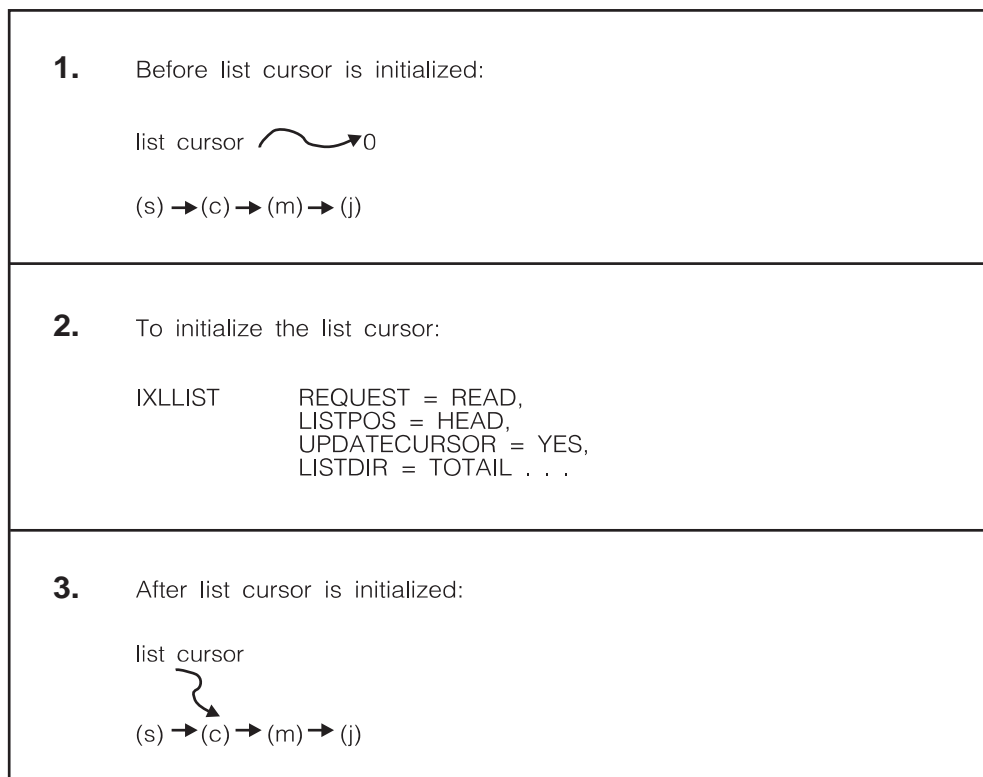 1. Before list cursor is initialized:
list cursor 0
(s) → (c) → (m) → (j)
2. To initialize the list cursor:
IXLLIST REQUEST = READ,
LISTPOS = HEAD,
UPDATECURSOR = YES,
LISTDIR = TOTAIL . . .
3. After list cursor is initialized:
list cursor
(s) → (c) → (m) → (j)